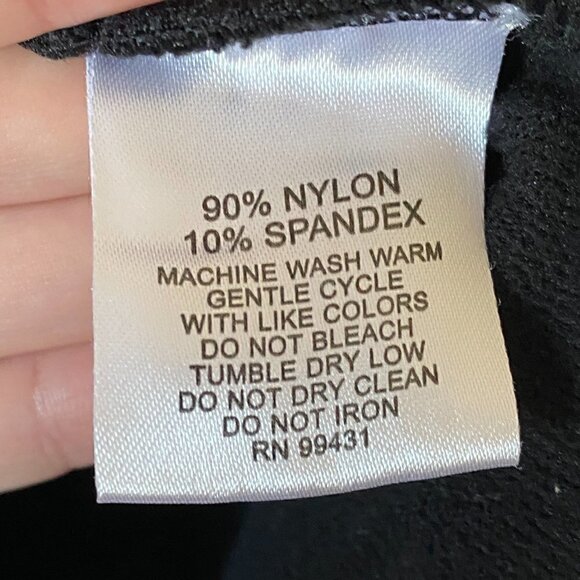 90% NYLON
10% SPANDEX
MACHINE WASH WARM
GENTLE CYCLE
WITH LIKE COLORS
DO NOT BLEACH
TUMBLE DRY LOW
DO NOT DRY CLEAN
DO NOT IRON
RN 99431